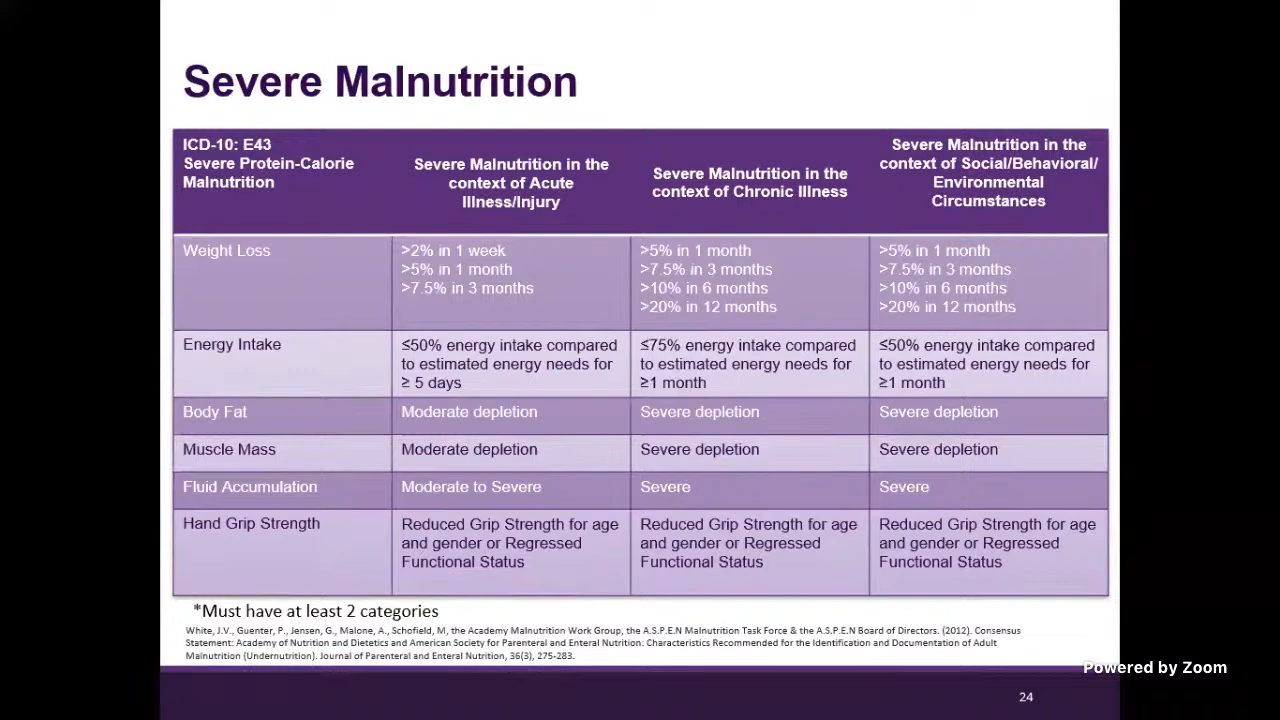 Severe Malnutrition
ICD-10: E43
Severe Protein-Calorie
Malnutrition
Severe Malnutrition in the
context of Acute
Illness/Injury
Severe Malnutrition in the
context of Chronic Illness
Severe Malnutrition in the
context of Social/Behavioral/
Environmental
Circumstances
Weight Loss
>2% in 1 week
>5% in 1 month
>7.5% in 3 months
>5% in 1 month
>7.5% in 3 months
>10% in 6 months
>20% in 12 months
>5% in 1 month
>7.5% in 3 months
>10% in 6 months
>20% in 12 months
Energy Intake
≤50% energy intake compared
to estimated energy needs for
≥ 5 days
≤75% energy intake compared
to estimated energy needs for
≥1 month
≤50% energy intake compared
to estimated energy needs for
≥1 month
Body Fat
Moderate depletion
Severe depletion
Severe depletion
Muscle Mass
Moderate depletion
Severe depletion
Severe depletion
Fluid Accumulation
Moderate to Severe
Severe
Severe
Hand Grip Strength
Reduced Grip Strength for age
and gender or Regressed
Functional Status
Reduced Grip Strength for age
and gender or Regressed
Functional Status
Reduced Grip Strength for age
and gender or Regressed
Functional Status
*Must have at least 2 categories
White, J.V., Guenter, P., Jensen, G., Malone, A., Schofield, M, the Academy Malnutrition Work Group, the A.S.P.E.N Malnutrition Task Force & the A.S.P.E.N Board of Directors. (2012). Consensus
Statement: Academy of Nutrition and Dietetics and American Society for Parenteral and Enteral Nutrition: Characteristics Recommended for the Identification and Documentation of Adult
Malnutrition (Undernutrition). Journal of Parenteral and Enteral Nutrition, 36(3), 275-283.
Powered by Zoom
24